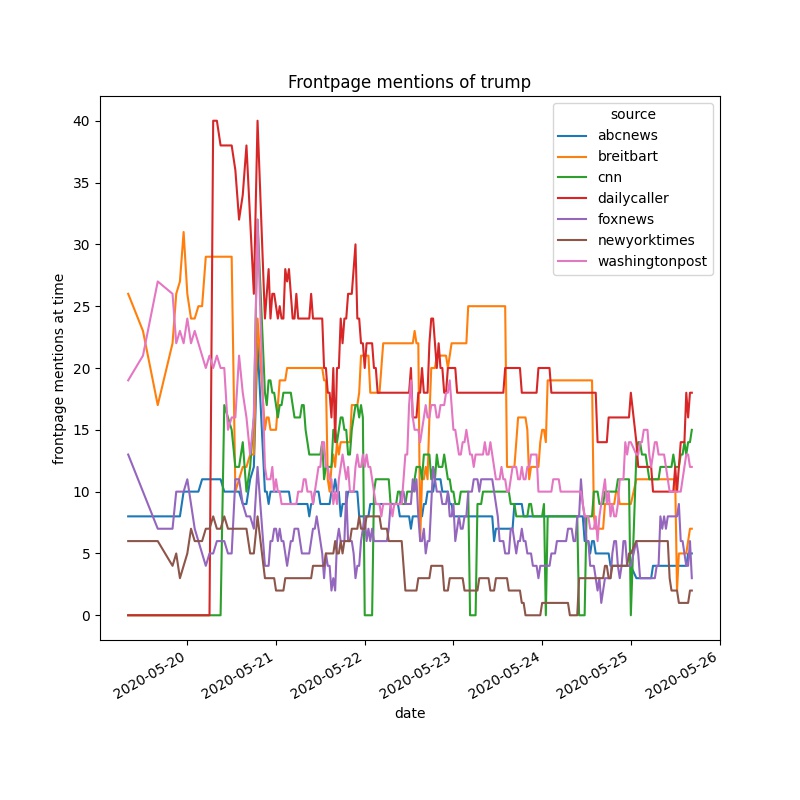 Frontpage mentions of trump
source
abcnews
breitbart
cnn
dailycaller
foxnews
newyorktimes
washingtonpost
frontpage mentions at time
40
35
30
25
20
15
10
5
0
2020-05-20
2020-05-21
2020-05-22
2020-05-23
2020-05-24
2020-05-25
2020-05-26
date